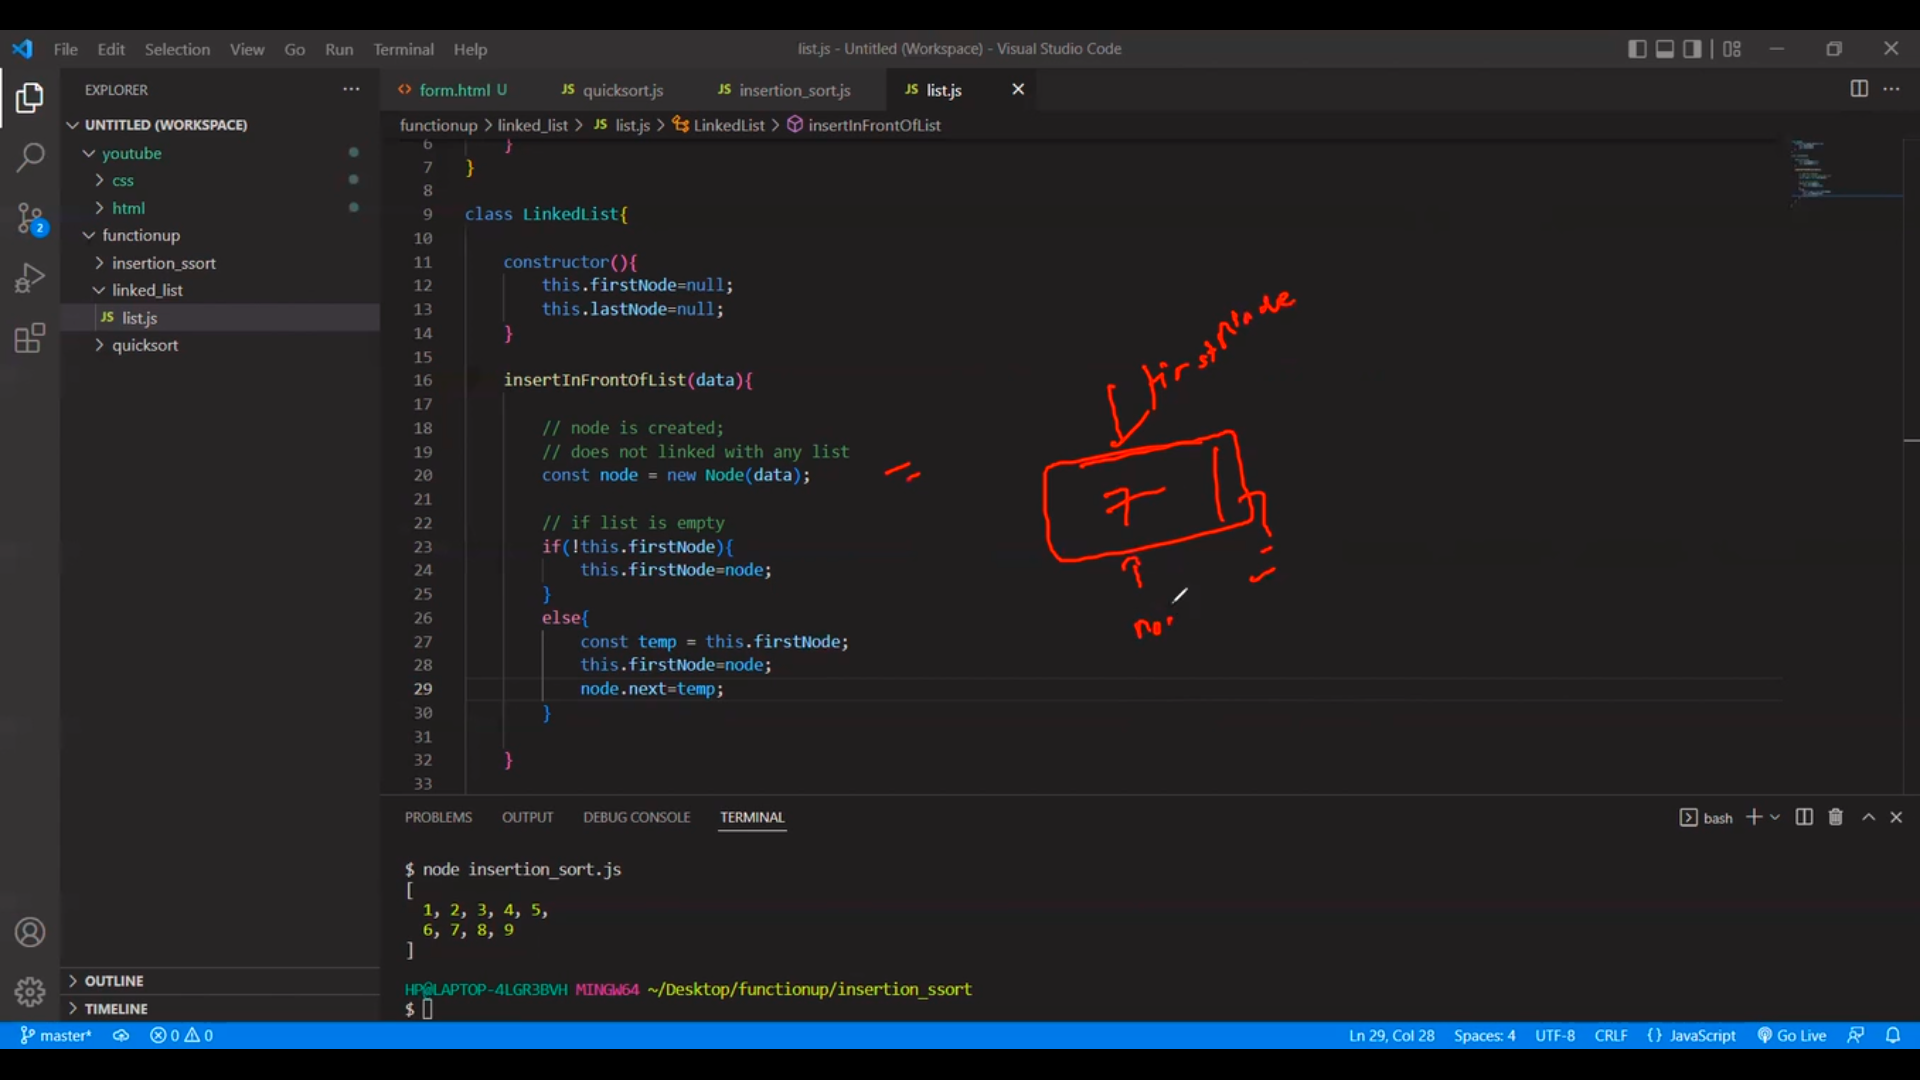 File Edit Selection View Go Run Terminal Help
list.js - Untitled (Workspace) - Visual Studio Code
EXPLORER
UNTITLED (WORKSPACE)
youtube
css
html
functionup
insertion_ssort
linked_list
JS list.js
quicksort
OUTLINE
TIMELINE
2
<> form.html U
JS quicksort.js
JS insertion_sort.js
JS list.js
functionup > linked_list > JS list.js > LinkedList > insertInFrontOfList
6 }
7 }
8
9 class LinkedList{
10
11 constructor(){
12 this.firstNode=null;
13 this.lastNode=null;
14 }
15
16 insertInFrontOfList(data){
17
18 // node is created;
19 // does not linked with any list
20 const node = new Node(data);
21
22 // if list is empty
23 if(!this.firstNode){
24 this.firstNode=node;
25 }
26 else{
27 const temp = this.firstNode;
28 this.firstNode=node;
29 node.next=temp;
30 }
31
32 }
33
firstNode
7
no
PROBLEMS OUTPUT DEBUG CONSOLE TERMINAL
bash
$ node insertion_sort.js
[
1, 2, 3, 4, 5,
6, 7, 8, 9
]
HP@LAPTOP-4LGR3BVH MINGW64 ~/Desktop/functionup/insertion_ssort
$
master* 0 0
Ln 29, Col 28 Spaces: 4 UTF-8 CRLF {} JavaScript Go Live